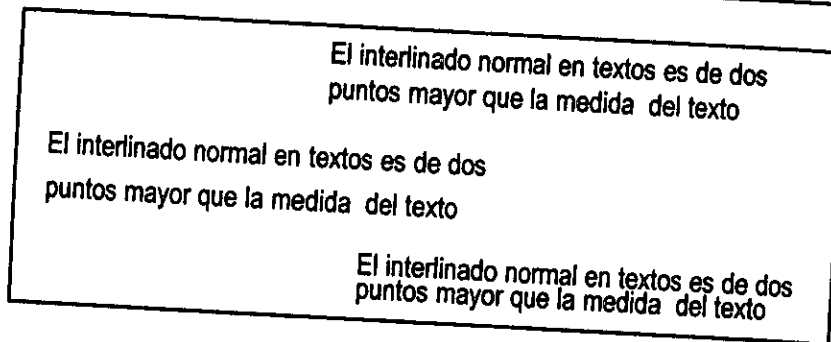 El interlinado normal en textos es de dos
puntos mayor que la medida del texto
El interlinado normal en textos es de dos
puntos mayor que la medida del texto
El interlinado normal en textos es de dos
puntos mayor que la medida del texto